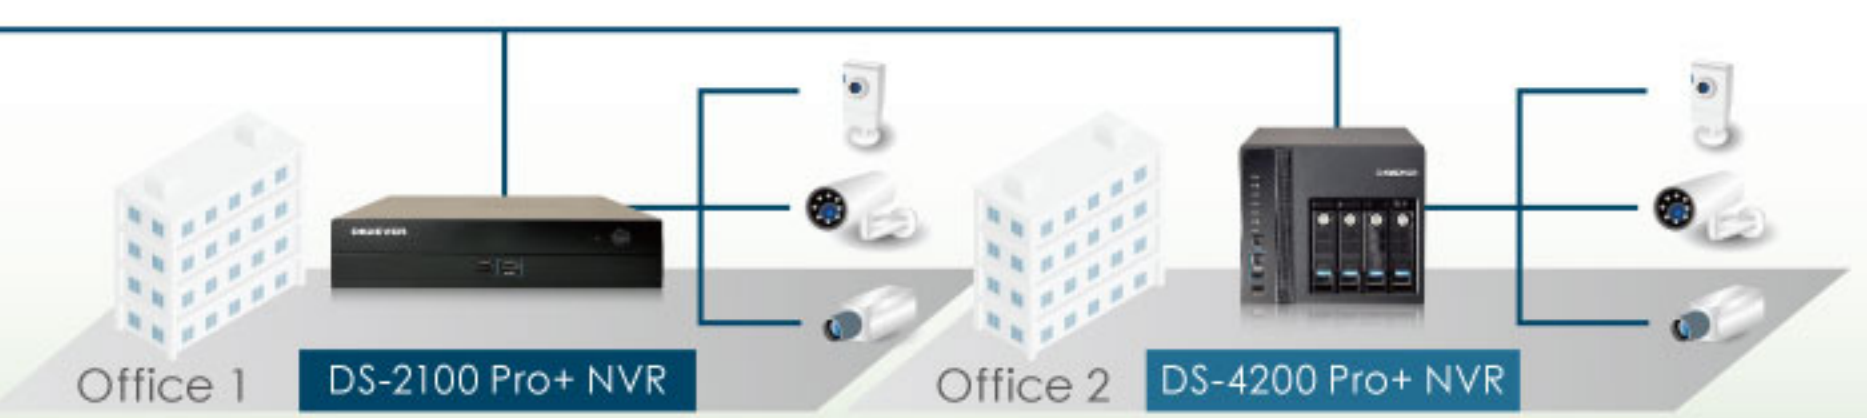 Office 1
DS-2100 Pro+ NVR
Office 2
DS-4200 Pro+ NVR